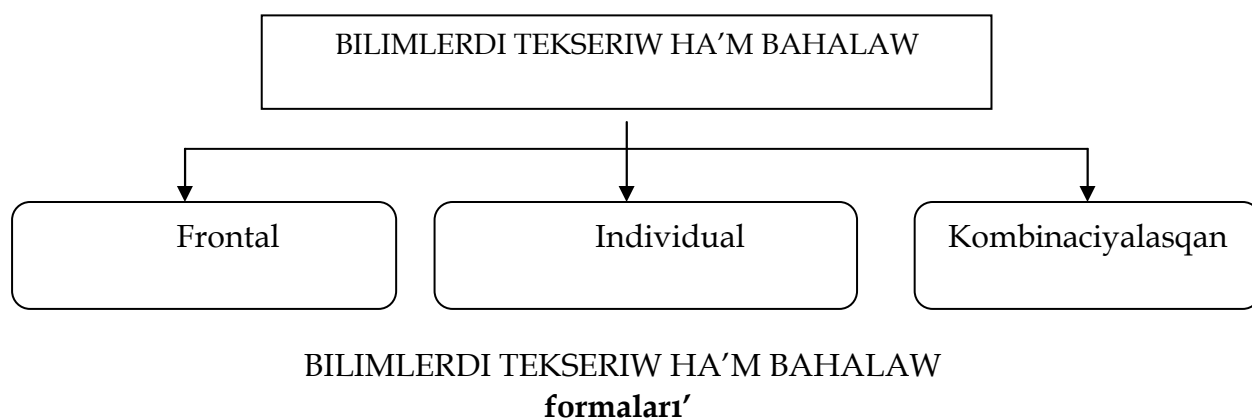 BILIMLERDI TEKSERIW HA’M BAHALAW
Frontal
Individual
Kombinaciyalasqan
BILIMLERDI TEKSERIW HA’M BAHALAW
formaları’